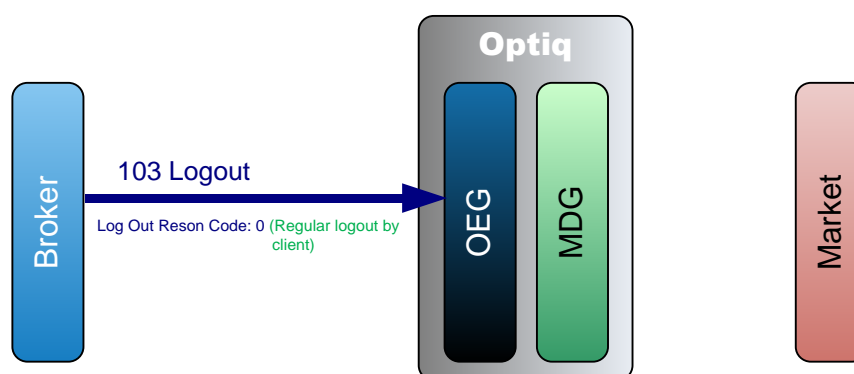 Optiq
Broker
103 Logout
Log Out Reson Code: 0 (Regular logout by
client)
OEG
MDG
Market